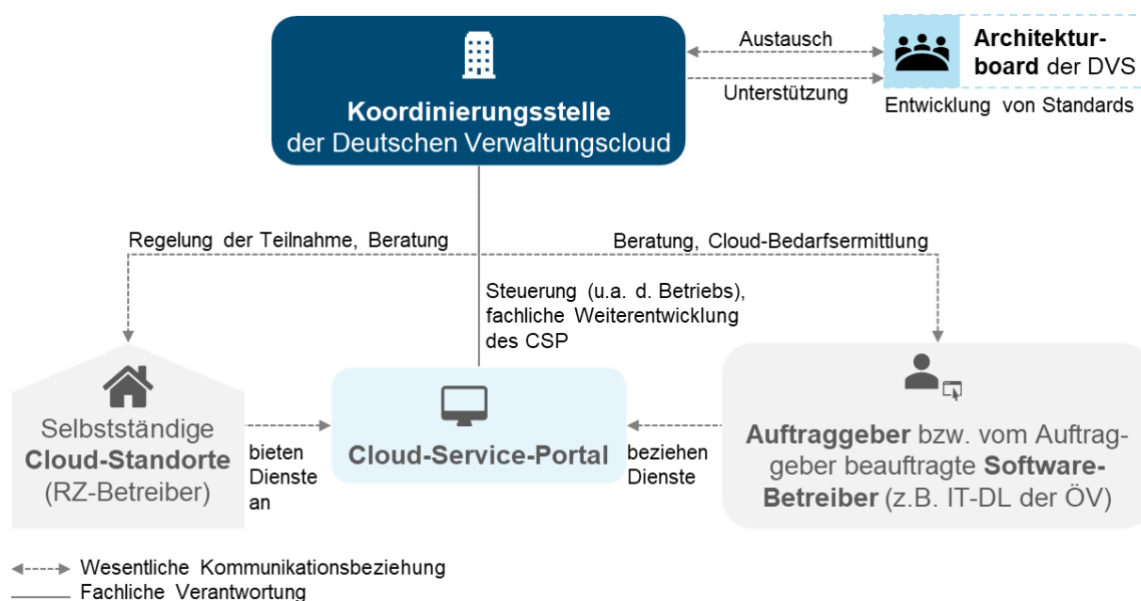 Koordinierungsstelle
der Deutschen Verwaltungscloud
Austausch
Unterstützung
Architektur-
board der DVS
Entwicklung von Standards
Regelung der Teilnahme, Beratung
Beratung, Cloud-Bedarfsermittlung
Steuerung (u.a. d. Betriebs),
fachliche Weiterentwicklung
des CSP
Selbstständige
Cloud-Standorte
(RZ-Betreiber)
bieten
Dienste
an
Cloud-Service-Portal
beziehen
Dienste
Auftraggeber bzw. vom Auftrag-
geber beauftragte Software-
Betreiber (z.B. IT-DL der ÖV)
Wesentliche Kommunikationsbeziehung
Fachliche Verantwortung